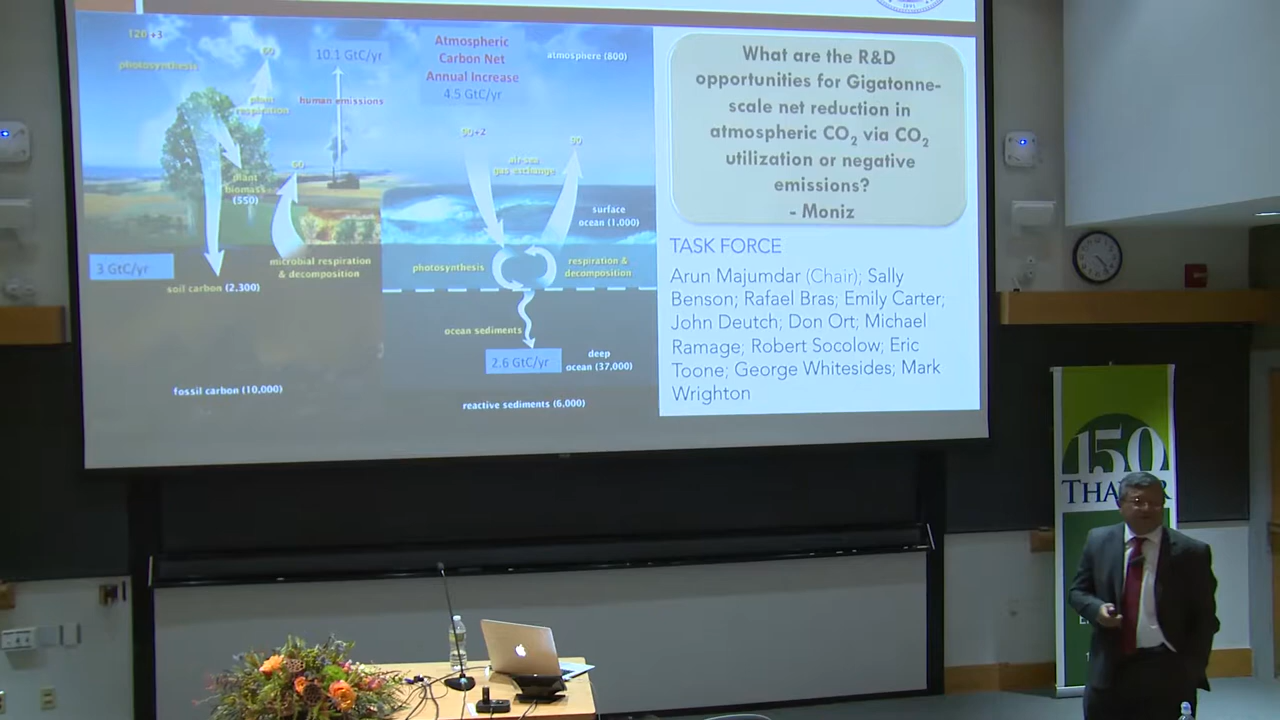 120+3
photosynthesis
60
plant
respiration
10.1 GtC/yr
human emissions
Atmospheric
Carbon Net
Annual Increase
4.5 GtC/yr
atmosphere (800)
plant
biomass
(550)
60
90+2
air-sea
gas exchange
90
surface
ocean (1,000)
3 GtC/yr
microbial respiration
& decomposition
soil carbon (2,300)
photosynthesis
respiration &
decomposition
ocean sediments
2.6 GtC/yr
deep
ocean (37,000)
fossil carbon (10,000)
reactive sediments (6,000)
What are the R&D
opportunities for Gigatonne-
scale net reduction in
atmospheric CO₂ via CO₂
utilization or negative
emissions?
- Moniz
TASK FORCE
Arun Majumdar (Chair); Sally
Benson; Rafael Bras; Emily Carter;
John Deutch; Don Ort; Michael
Ramage; Robert Socolow; Eric
Toone; George Whitesides; Mark
Wrighton
150